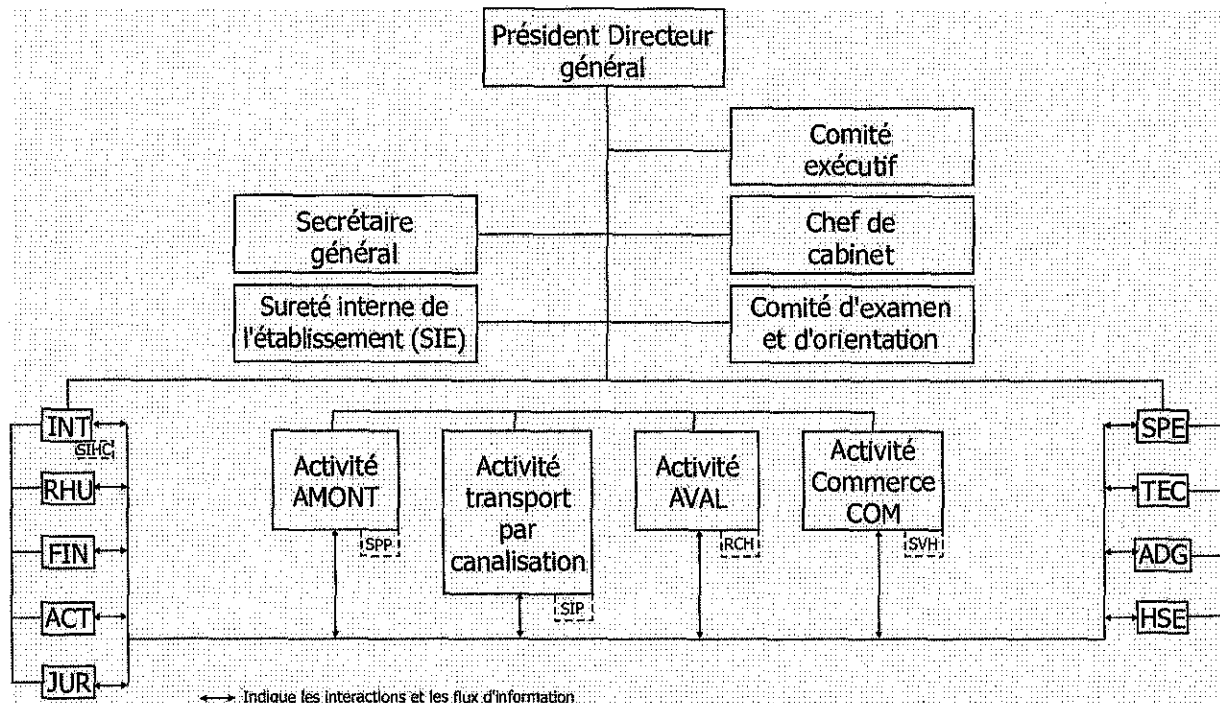 Président Directeur
général
Comité
exécutif
Secrétaire
général
Chef de
cabinet
Sureté interne de
l'établissement (SIE)
Comité d'examen
et d'orientation
INT
SIHC
RHU
FIN
ACT
JUR
Activité
AMONT
SPP
Activité
transport
par
canalisation
SIP
Activité
AVAL
RCH
Activité
Commerce
COM
SVH
SPE
TEC
ADG
HSE
Indique les interactions et les flux d'information